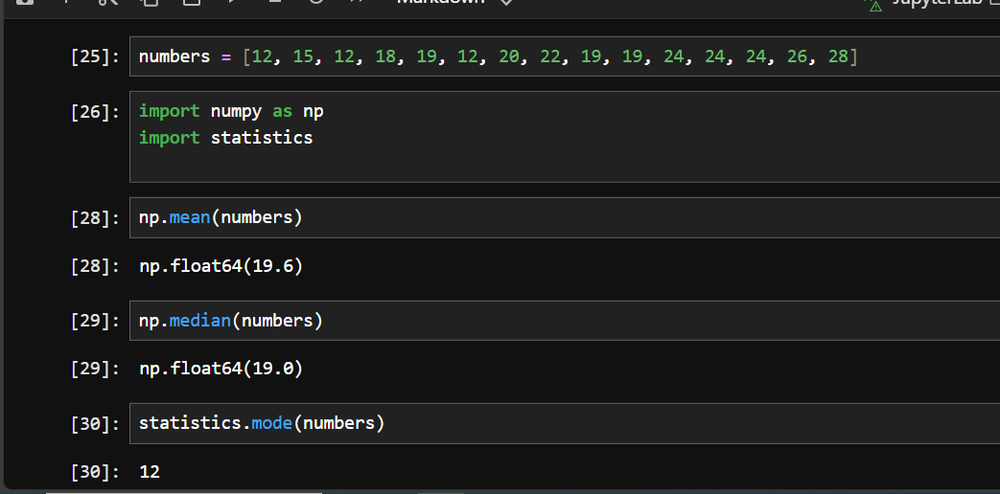 Markdown
JupyterLab
[25]: numbers = [12, 15, 12, 18, 19, 12, 20, 22, 19, 19, 24, 24, 24, 26, 28]
[26]: import numpy as np
import statistics
[28]: np.mean(numbers)
[28]: np.float64(19.6)
[29]: np.median(numbers)
[29]: np.float64(19.0)
[30]: statistics.mode(numbers)
[30]: 12